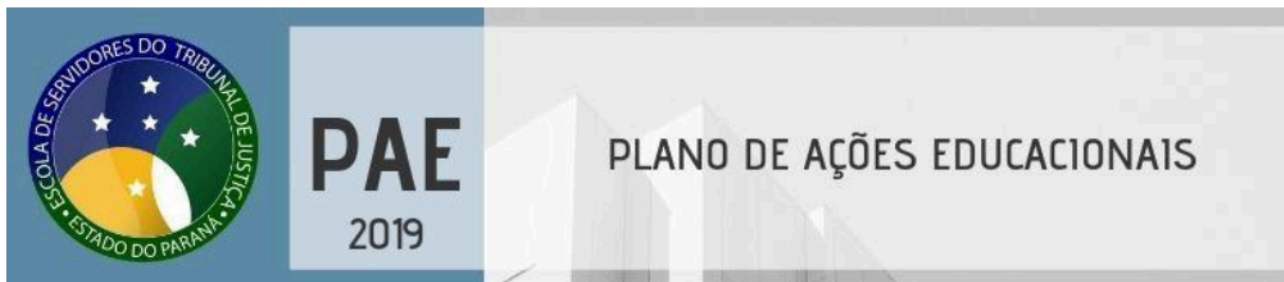 ESCOLA DE SERVIDORES DO TRIBUNAL DE JUSTIÇA
• ESTADO DO PARANÁ •
PAE
2019
PLANO DE AÇÕES EDUCACIONAIS